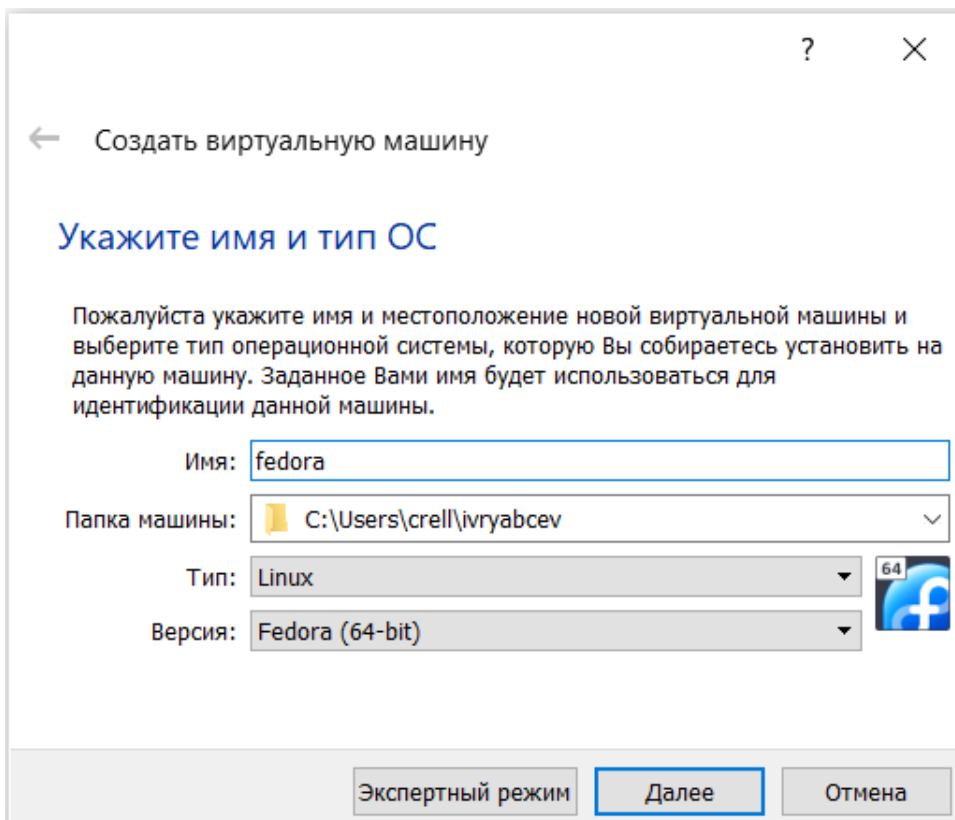 ?
Создать виртуальную машину
Укажите имя и тип ОС
Пожалуйста укажите имя и местоположение новой виртуальной машины и
выберите тип операционной системы, которую Вы собираетесь установить на
данную машину. Заданное Вами имя будет использоваться для
идентификации данной машины.
Имя: fedora
Папка машины: C:\Users\crell\ivryabcev
Тип: Linux
64
Версия: Fedora (64-bit)
Экспертный режим Далее Отмена